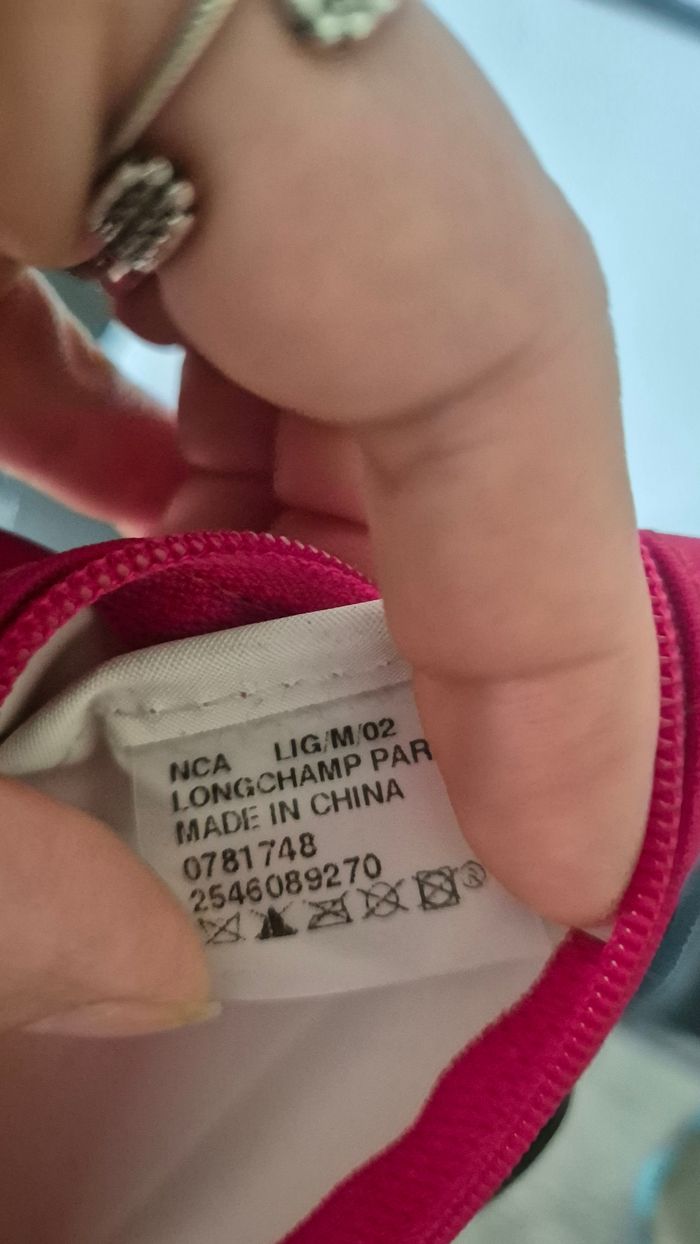 NCA LIG/M/02
LONGCHAMP PAR
MADE IN CHINA
0781748
2546089270